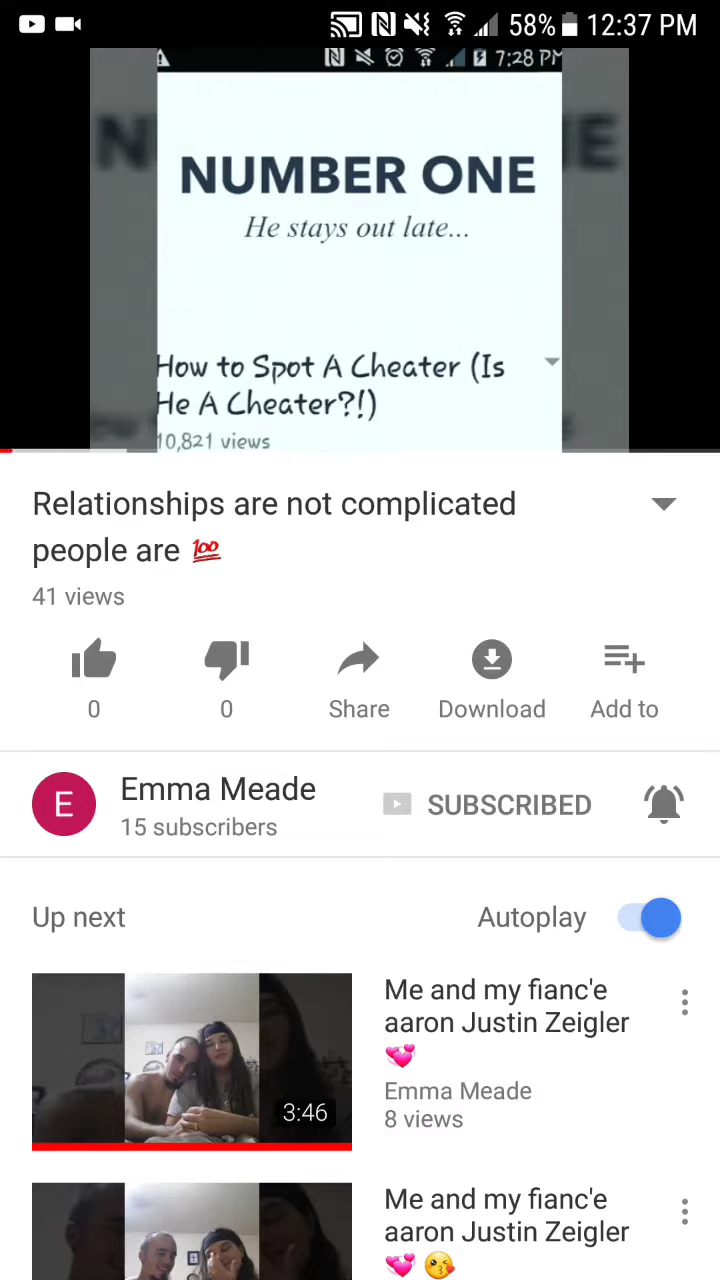 58% 12:37 PM
7:28 PM
NUMBER ONE
He stays out late...
How to Spot A Cheater (Is
He A Cheater?!)
10,821 views
Relationships are not complicated
people are 💯
41 views
0 0 Share Download Add to
E
Emma Meade
15 subscribers
SUBSCRIBED
Up next Autoplay
3:46
Me and my fianc'e
aaron Justin Zeigler
💞
Emma Meade
8 views
Me and my fianc'e
aaron Justin Zeigler
💞 😘